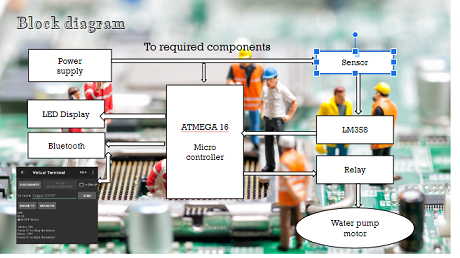 Block diagram
To required components
Power
supply
Sensor
LED Display
ATMEGA 16
Micro
controller
LM358
Bluetooth
Relay
Virtual Terminal
Water pump
motor